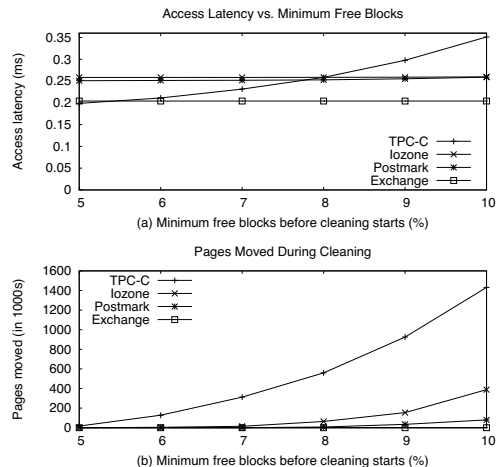 Access Latency vs. Minimum Free Blocks
Access latency (ms)
0.35
0.3
0.25
0.2
0.15
0.1
0.05
0
TPC-C
Iozone
Postmark
Exchange
5 6 7 8 9 10
(a) Minimum free blocks before cleaning starts (%)
Pages Moved During Cleaning
Pages moved (in 1000s)
1600
1400
1200
1000
800
600
400
200
0
TPC-C
Iozone
Postmark
Exchange
5 6 7 8 9 10
(b) Minimum free blocks before cleaning starts (%)